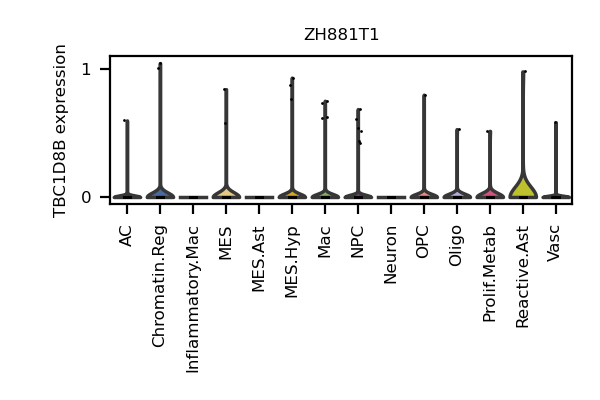 ZH881T1
TBC1D8B expression
1
0
AC
Chromatin.Reg
Inflammatory.Mac
MES
MES.Ast
MES.Hyp
Mac
NPC
Neuron
OPC
Oligo
Prolif.Metab
Reactive.Ast
Vasc